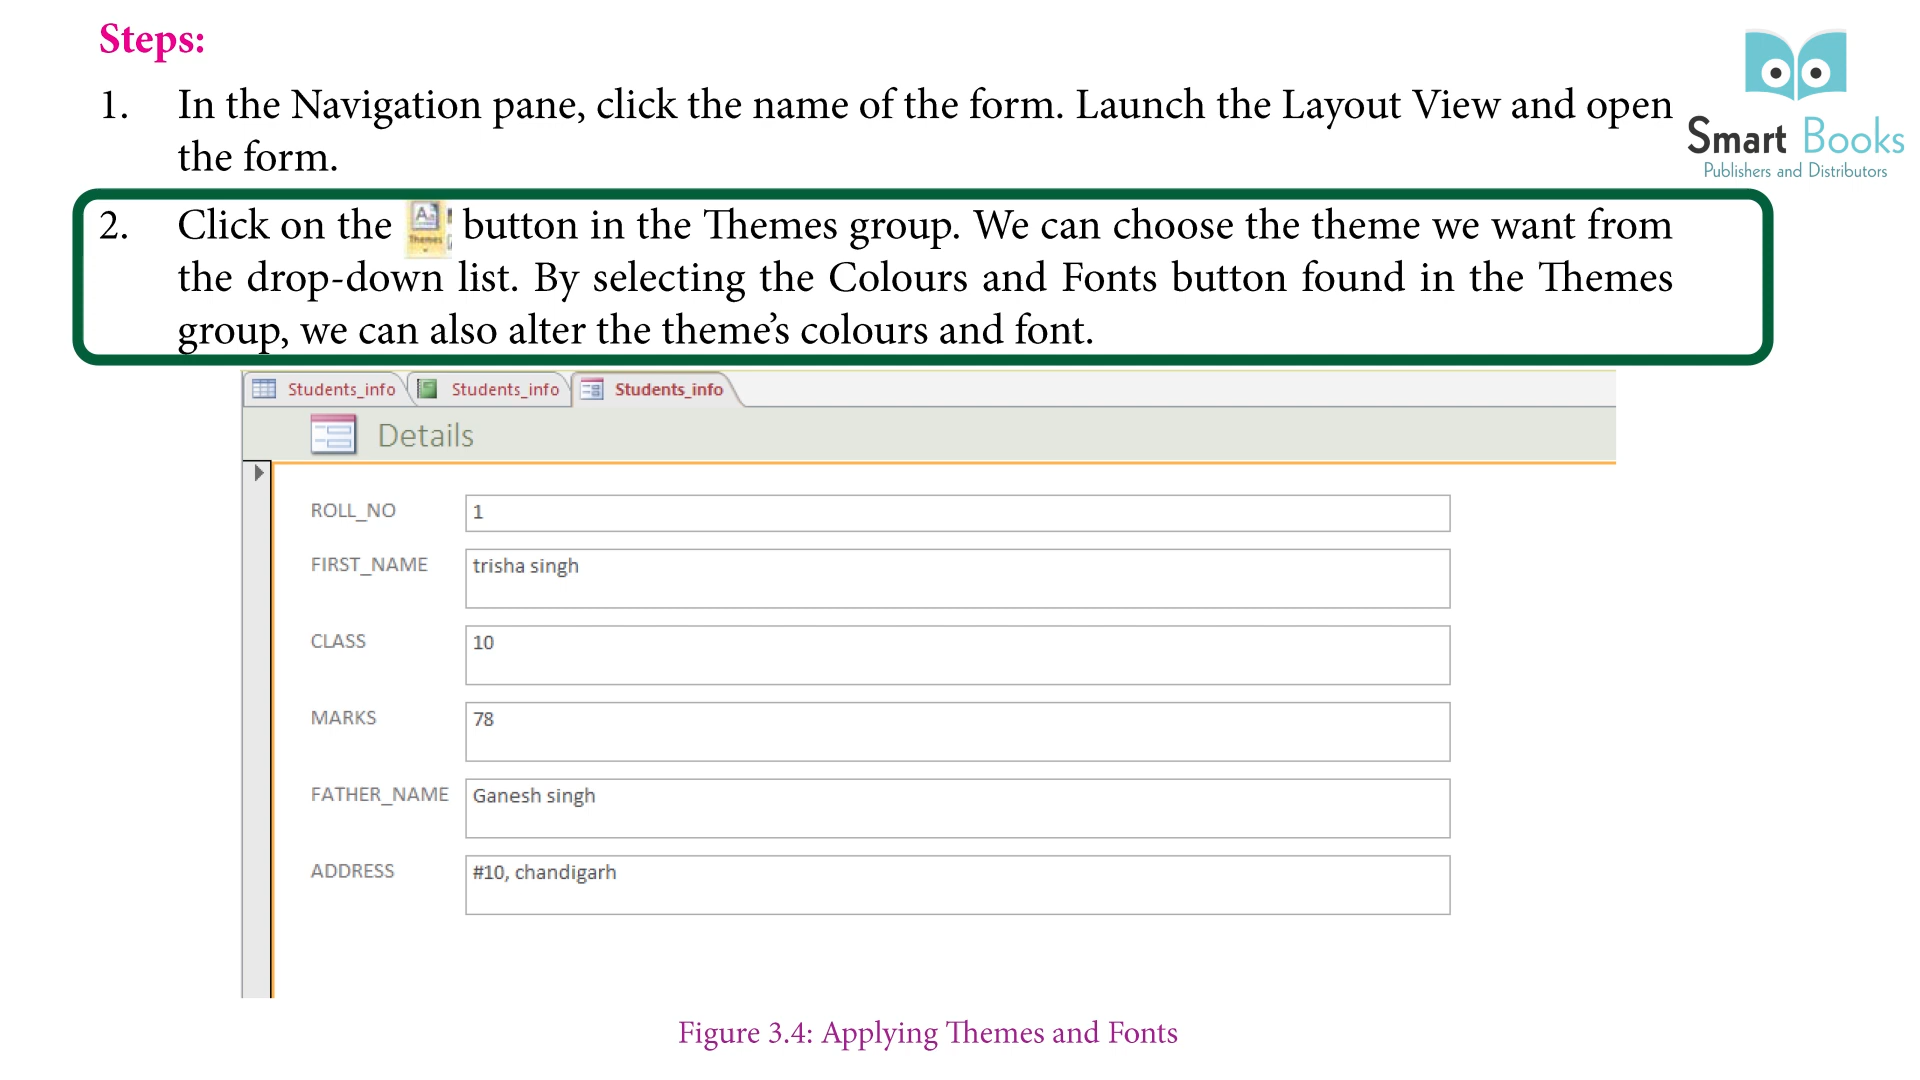 Steps:
1. In the Navigation pane, click the name of the form. Launch the Layout View and open
the form.
Smart Books
Publishers and Distributors
2. Click on the Themes button in the Themes group. We can choose the theme we want from
the drop-down list. By selecting the Colours and Fonts button found in the Themes
group, we can also alter the theme’s colours and font.
Students_info Students_info Students_info
Details
ROLL_NO 1
FIRST_NAME trisha singh
CLASS 10
MARKS 78
FATHER_NAME Ganesh singh
ADDRESS #10, chandigarh
Figure 3.4: Applying Themes and Fonts